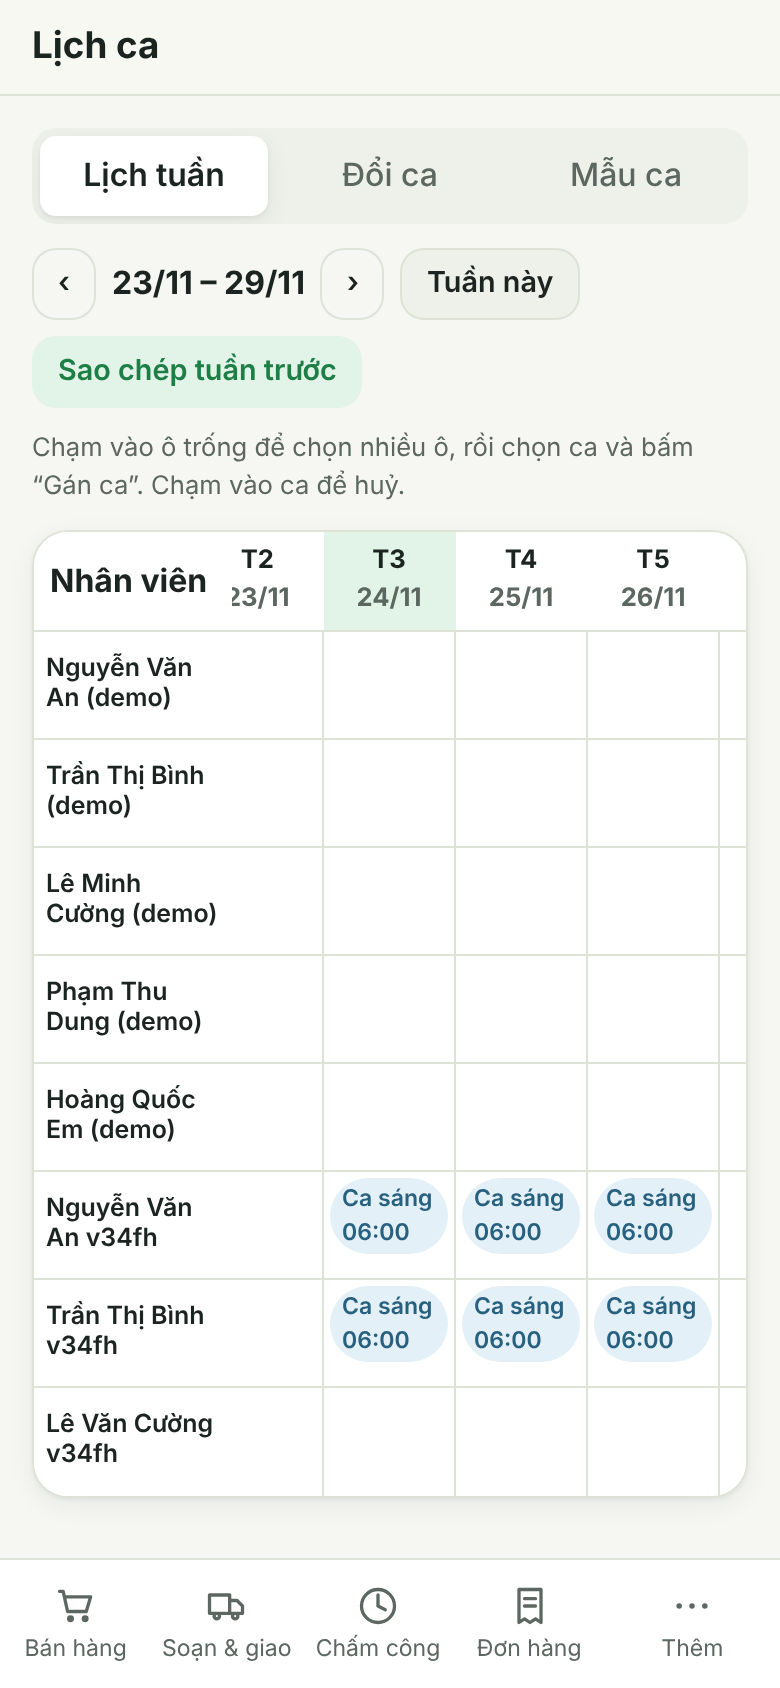 Lịch ca
Lịch tuần
Đổi ca
Mẫu ca
‹
23/11 – 29/11
›
Tuần này
Sao chép tuần trước
Chạm vào ô trống để chọn nhiều ô, rồi chọn ca và bấm
“Gán ca”. Chạm vào ca để huỷ.
Nhân viên
T2
23/11
T3
24/11
T4
25/11
T5
26/11
Nguyễn Văn
An (demo)
Trần Thị Bình
(demo)
Lê Minh
Cường (demo)
Phạm Thu
Dung (demo)
Hoàng Quốc
Em (demo)
Nguyễn Văn
An v34fh
Ca sáng
06:00
Ca sáng
06:00
Ca sáng
06:00
Trần Thị Bình
v34fh
Ca sáng
06:00
Ca sáng
06:00
Ca sáng
06:00
Lê Văn Cường
v34fh
Bán hàng
Soạn & giao
Chấm công
Đơn hàng
Thêm